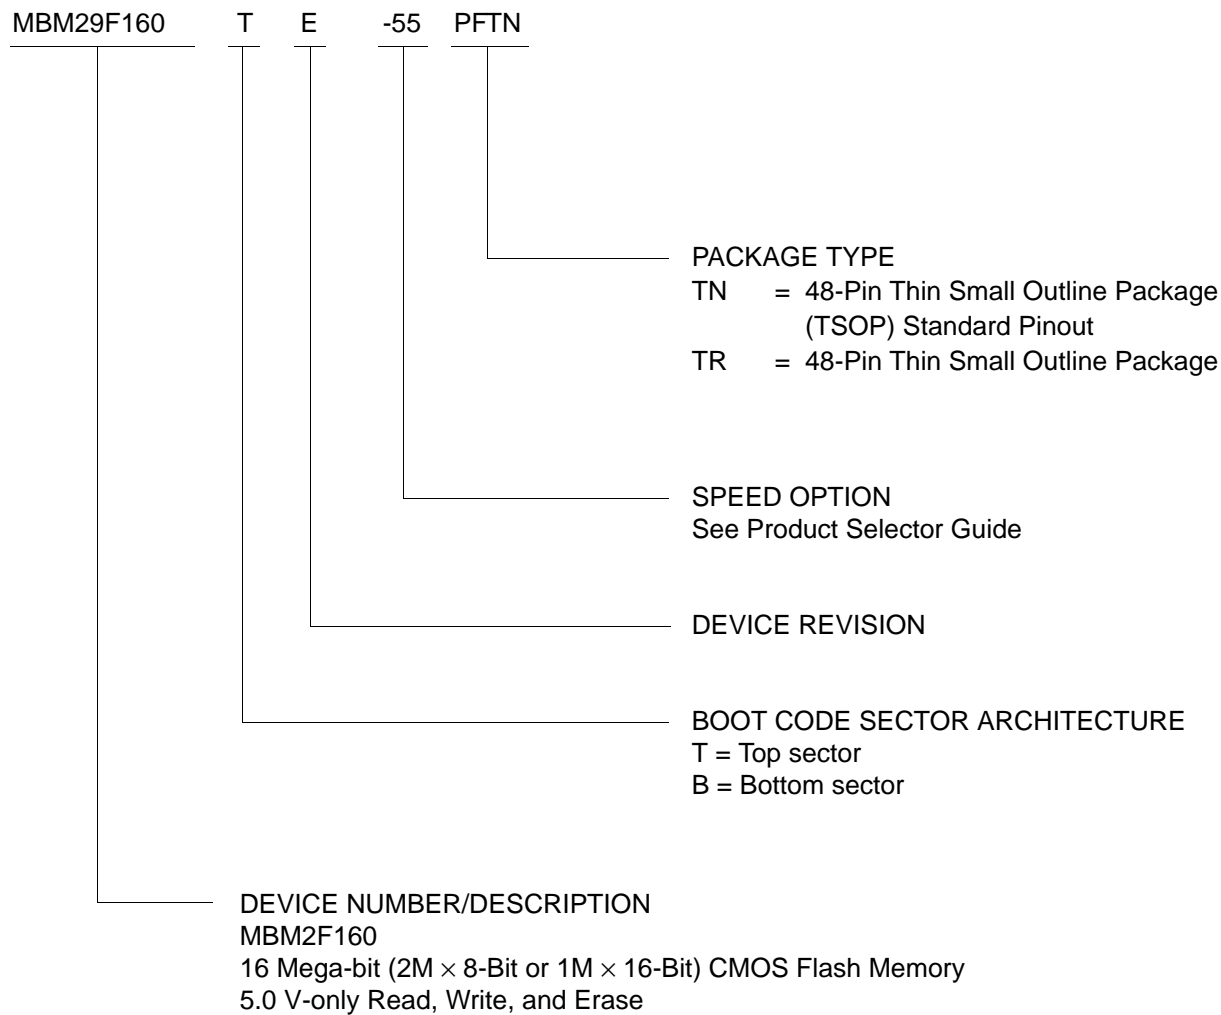 MBM29F160 T E -55 PFTN
PACKAGE TYPE
TN = 48-Pin Thin Small Outline Package
(TSOP) Standard Pinout
TR = 48-Pin Thin Small Outline Package
SPEED OPTION
See Product Selector Guide
DEVICE REVISION
BOOT CODE SECTOR ARCHITECTURE
T = Top sector
B = Bottom sector
DEVICE NUMBER/DESCRIPTION
MBM2F160
16 Mega-bit (2M × 8-Bit or 1M × 16-Bit) CMOS Flash Memory
5.0 V-only Read, Write, and Erase